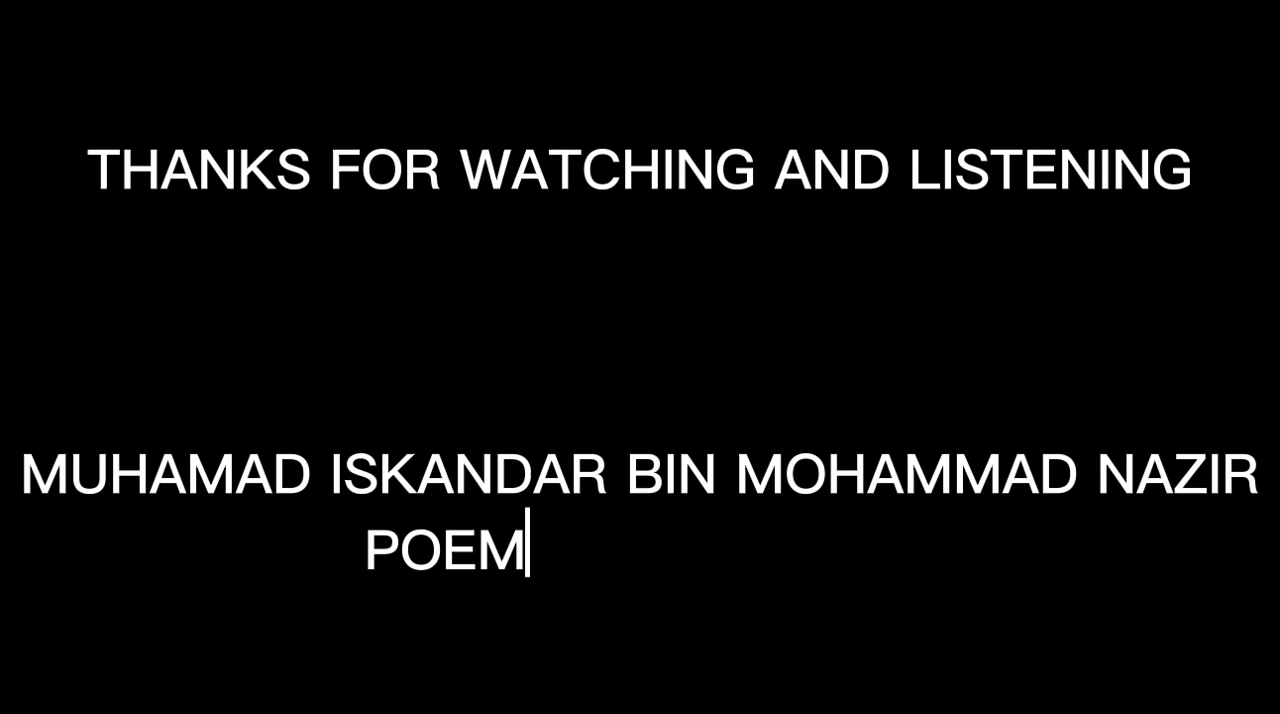 THANKS FOR WATCHING AND LISTENING
MUHAMAD ISKANDAR BIN MOHAMMAD NAZIR
POEM